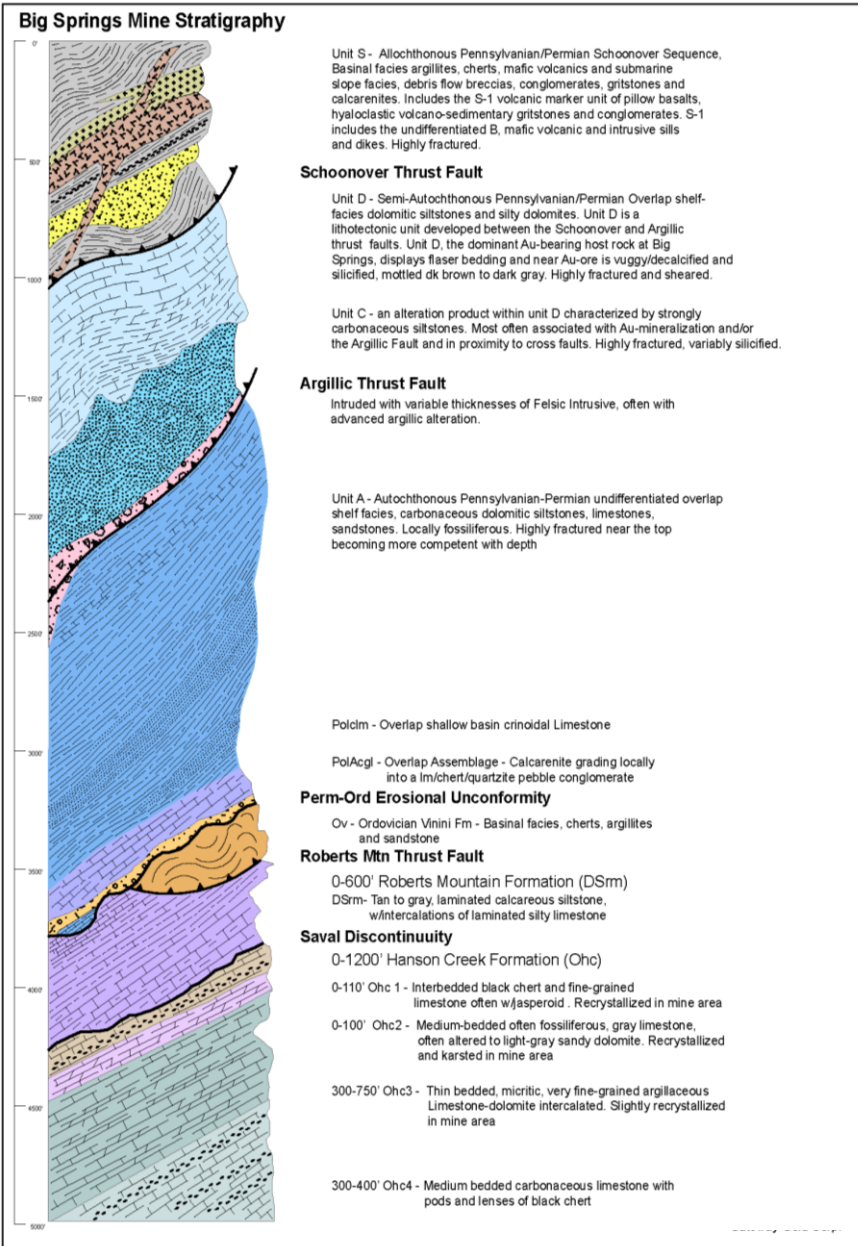 Big Springs Mine Stratigraphy
0'
Unit S - Allochthonous Pennsylvanian/Permian Schoonover Sequence,
Basinal facies argillites, cherts, mafic volcanics and submarine
slope facies, debris flow breccias, conglomerates, gritstones and
calcarenites. Includes the S-1 volcanic marker unit of pillow basalts,
hyaloclastic volcano-sedimentary gritstones and conglomerates. S-1
includes the undifferentiated B, mafic volcanic and intrusive sills
and dikes. Highly fractured.
500'
Schoonover Thrust Fault
Unit D - Semi-Autochthonous Pennsylvanian/Permian Overlap shelf-
facies dolomitic siltstones and silty dolomites. Unit D is a
lithotectonic unit developed between the Schoonover and Argillic
thrust faults. Unit D, the dominant Au-bearing host rock at Big
Springs, displays flaser bedding and near Au-ore is vuggy/decalcified and
silicified, mottled dk brown to dark gray. Highly fractured and sheared.
1000'
Unit C - an alteration product within unit D characterized by strongly
carbonaceous siltstones. Most often associated with Au-mineralization and/or
the Argillic Fault and in proximity to cross faults. Highly fractured, variably silicified.
Argillic Thrust Fault
1500'
Intruded with variable thicknesses of Felsic Intrusive, often with
advanced argillic alteration.
Unit A - Autochthonous Pennsylvanian-Permian undifferentiated overlap
shelf facies, carbonaceous dolomitic siltstones, limestones,
2000'
sandstones. Locally fossiliferous. Highly fractured near the top
becoming more competent with depth
2500'
Polclm - Overlap shallow basin crinoidal Limestone
3000'
PolAcgl - Overlap Assemblage - Calcarenite grading locally
into a lm/chert/quartzite pebble conglomerate
Perm-Ord Erosional Unconformity
Ov - Ordovician Vinini Fm - Basinal facies, cherts, argillites
and sandstone
Roberts Mtn Thrust Fault
3500'
0-600' Roberts Mountain Formation (DSrm)
DSrm- Tan to gray, laminated calcareous siltstone,
w/intercalations of laminated silty limestone
Saval Discontinuuity
0-1200' Hanson Creek Formation (Ohc)
4000'
0-110' Ohc 1 - Interbedded black chert and fine-grained
limestone often w/jasperoid . Recrystallized in mine area
0-100' Ohc2 - Medium-bedded often fossiliferous, gray limestone,
often altered to light-gray sandy dolomite. Recrystallized
and karsted in mine area
300-750' Ohc3 - Thin bedded, micritic, very fine-grained argillaceous
4500'
Limestone-dolomite intercalated. Slightly recrystallized
in mine area
300-400' Ohc4 - Medium bedded carbonaceous limestone with
pods and lenses of black chert
5000'